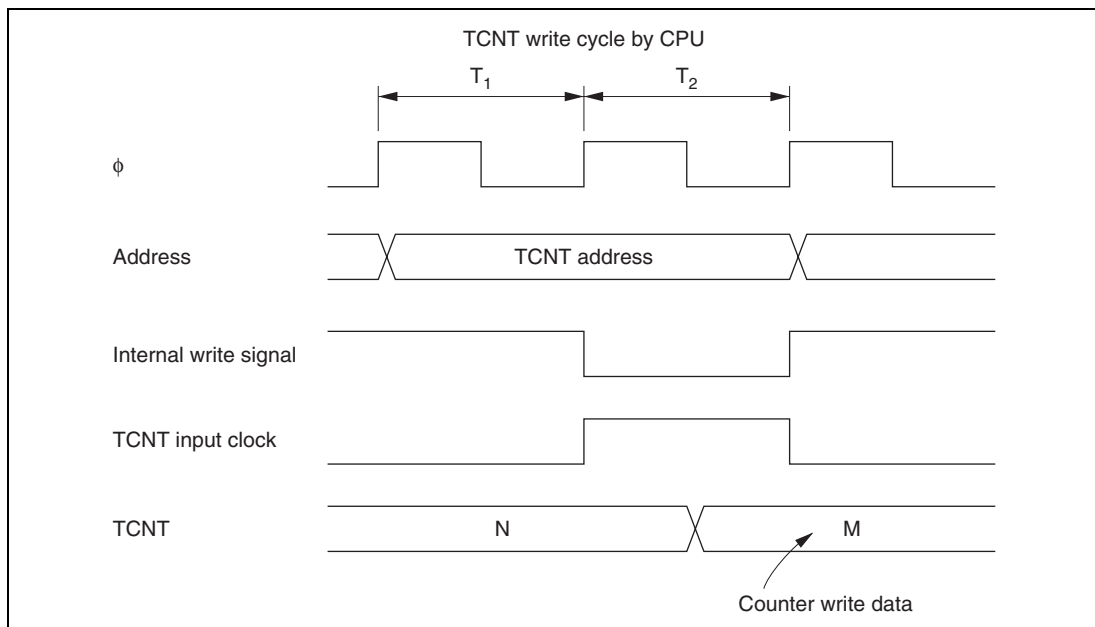 TCNT write cycle by CPU
T1 T2
ϕ
Address TCNT address
Internal write signal
TCNT input clock
TCNT N M
Counter write data